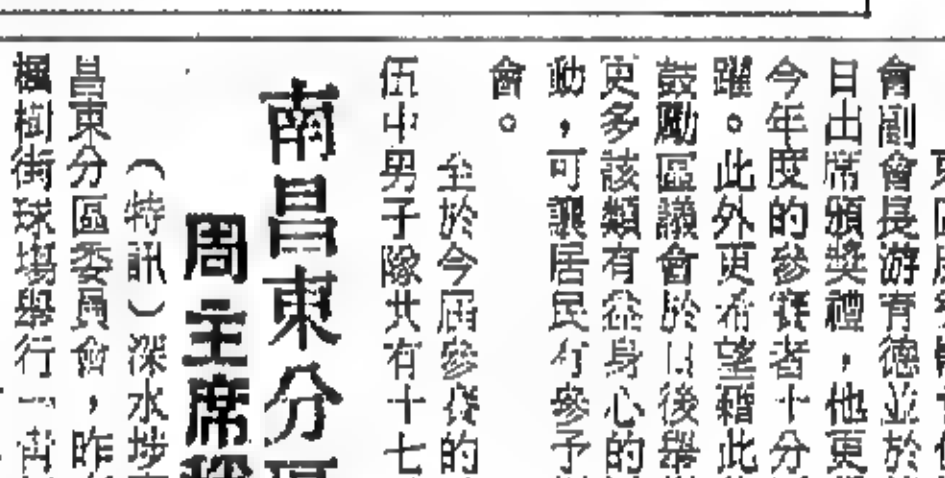 會副會長游有德並於
日出席頒獎禮，他更
今年度的參賽者十分
躍。此外更希望藉此
鼓勵區議會於以後舉
更多該類有益身心的
動，可讓居民有參予
會。
至於今屆參賽的
伍中男子隊共有十七
南昌東分區
周主席
（特訊）深水埗
昌東分區委員會，昨
楓樹街球場舉行一